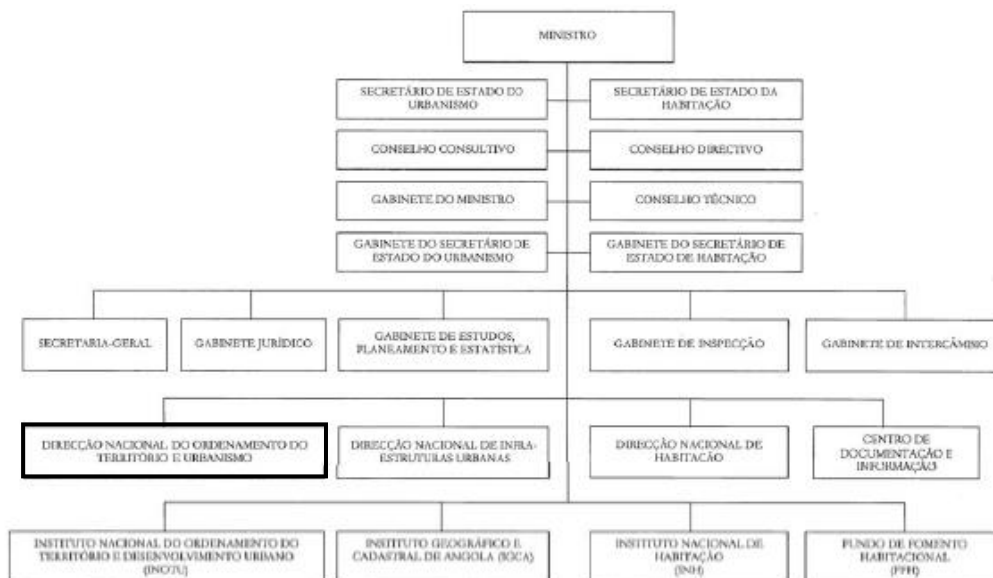 MINISTRO
SECRETÁRIO DE ESTADO DO
URBANISMO
SECRETÁRIO DE ESTADO DA
HABITAÇÃO
CONSELHO CONSULTIVO
CONSELHO DIRECTIVO
GABINETE DO MINISTRO
CONSELHO TÉCNICO
GABINETE DO SECRETÁRIO DE
ESTADO DO URBANISMO
GABINETE DO SECRETÁRIO DE
ESTADO DE HABITAÇÃO
SECRETARIA-GERAL
GABINETE JURÍDICO
GABINETE DE ESTUDOS,
PLANEAMENTO E ESTATÍSTICA
GABINETE DE INSPECÇÃO
GABINETE DE INTERCÂMBIO
DIRECÇÃO NACIONAL DO ORDENAMENTO DO
TERRITÓRIO E URBANISMO
DIRECÇÃO NACIONAL DE INFRA-
ESTRUTURAS URBANAS
DIRECÇÃO NACIONAL DE
HABITACÃO
CENTRO DE
DOCUMENTAÇÃO E
INFORMAÇÃO
INSTITUTO NACIONAL DO ORDENAMENTO DO
TERRITÓRIO E DESENVOLVIMENTO URBANO
(INOTU)
INSTITUTO GEOGRÁFICO E
CADASTRAL DE ANGOLA (IGCA)
INSTITUTO NACIONAL DE
HABITAÇÃO
(INH)
FUNDO DE FOMENTO
HABITACIONAL
(FFH)